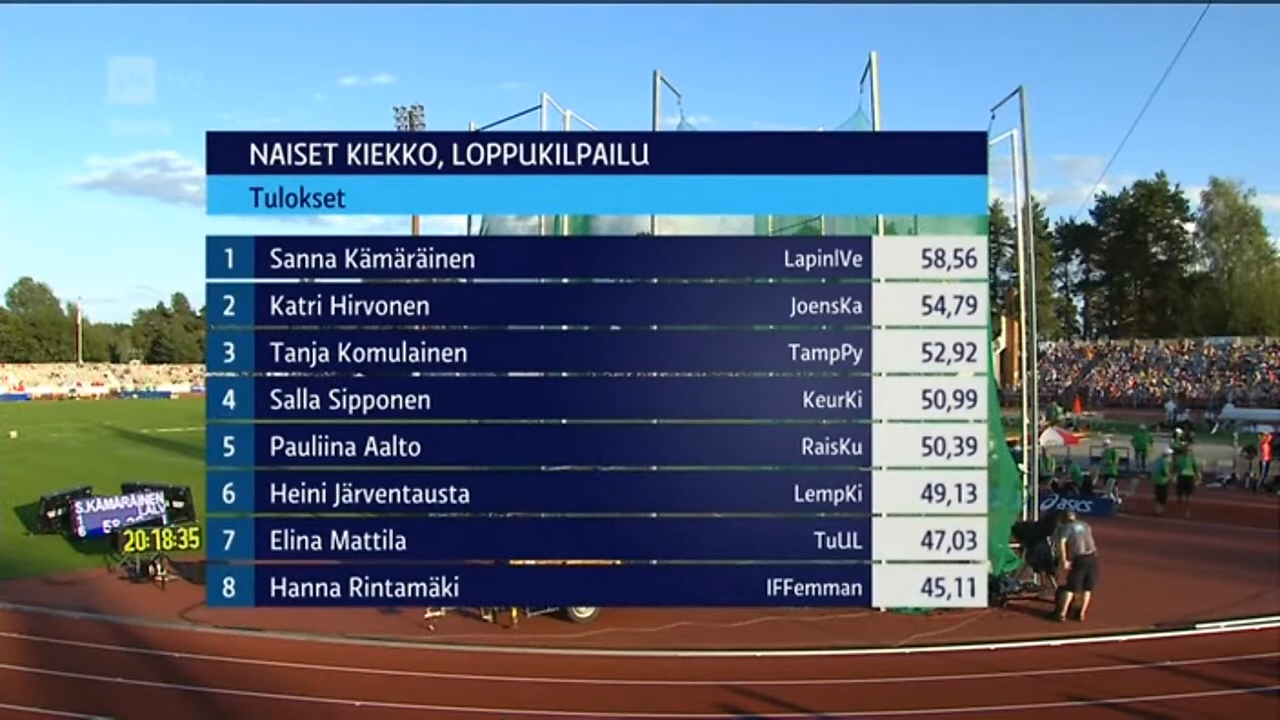 NAISET KIEKKO, LOPPUKILPAILU
Tulokset
1 Sanna Kämäräinen LapinlVe 58,56
2 Katri Hirvonen JoensKa 54,79
3 Tanja Komulainen TampPy 52,92
4 Salla Sipponen KeurKi 50,99
5 Pauliina Aalto RaisKu 50,39
6 Heini Järventausta LempKi 49,13
7 Elina Mattila TuUL 47,03
8 Hanna Rintamäki IFFemman 45,11
S.KÄMÄRÄINEN
20:18:35
asics